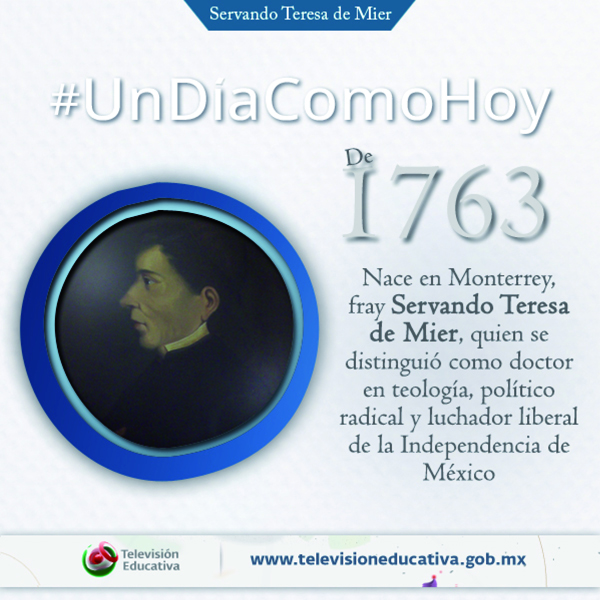 Servando Teresa de Mier
#UnDiaComoHoy
De
1763
Nace en Monterrey,
fray Servando Teresa
de Mier, quien se
distinguió como doctor
en teología, político
radical y luchador liberal
de la Independencia de
México
Televisión
Educativa
www.televisioneducativa.gob.mx